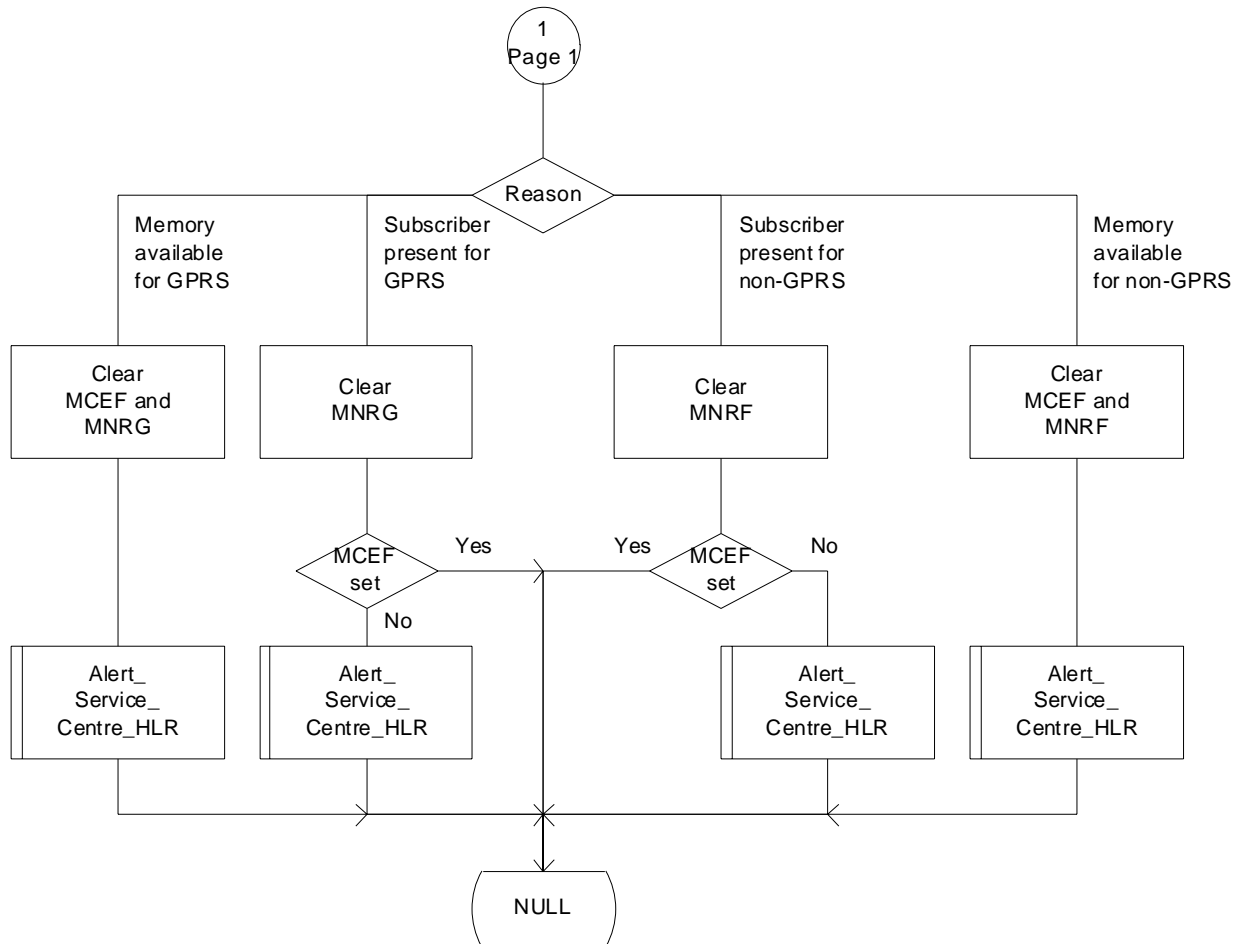 1
Page 1
Reason
Memory
available
for GPRS
Subscriber
present for
GPRS
Subscriber
present for
non-GPRS
Memory
available
for non-GPRS
Clear
MCEF and
MNRG
Clear
MNRG
Clear
MNRF
Clear
MCEF and
MNRF
MCEF
set
Yes
No
Yes
MCEF
set
No
Alert_
Service_
Centre_HLR
Alert_
Service_
Centre_HLR
Alert_
Service_
Centre_HLR
Alert_
Service_
Centre_HLR
NULL